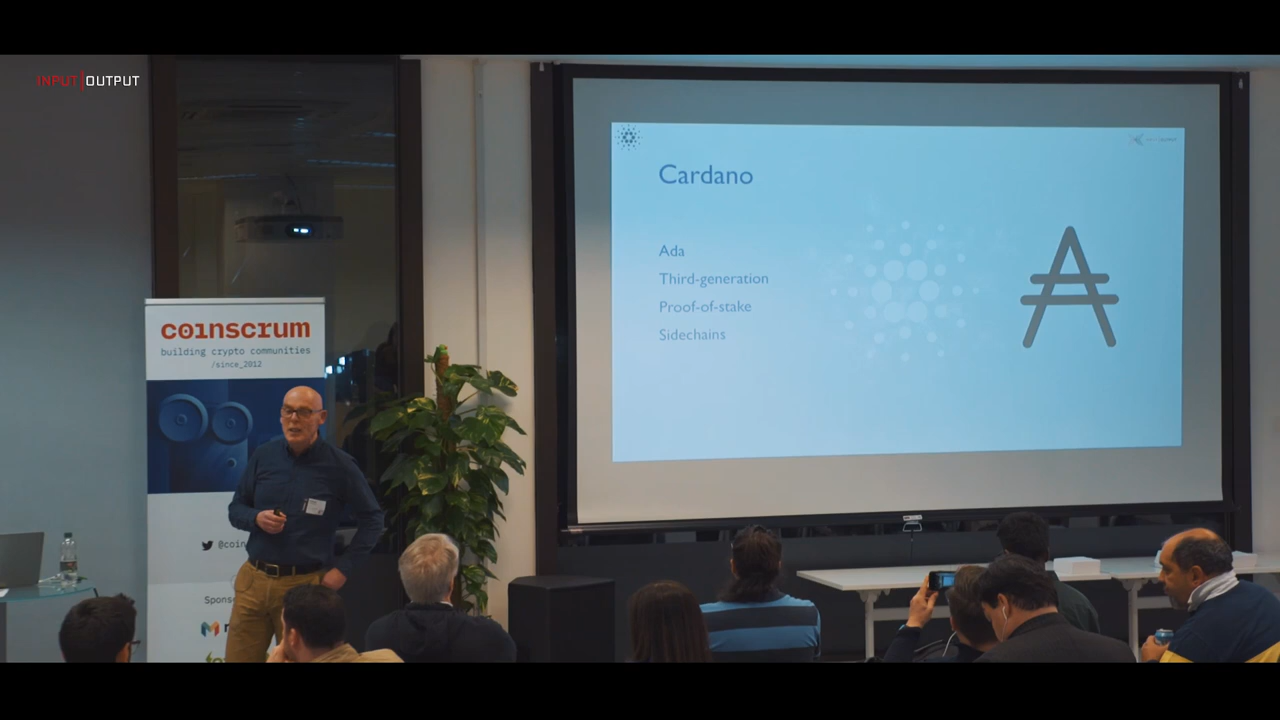 INPUT|OUTPUT
Cardano
Ada
Third-generation
Proof-of-stake
Sidechains
coinscrum
building crypto communities
/since_2012